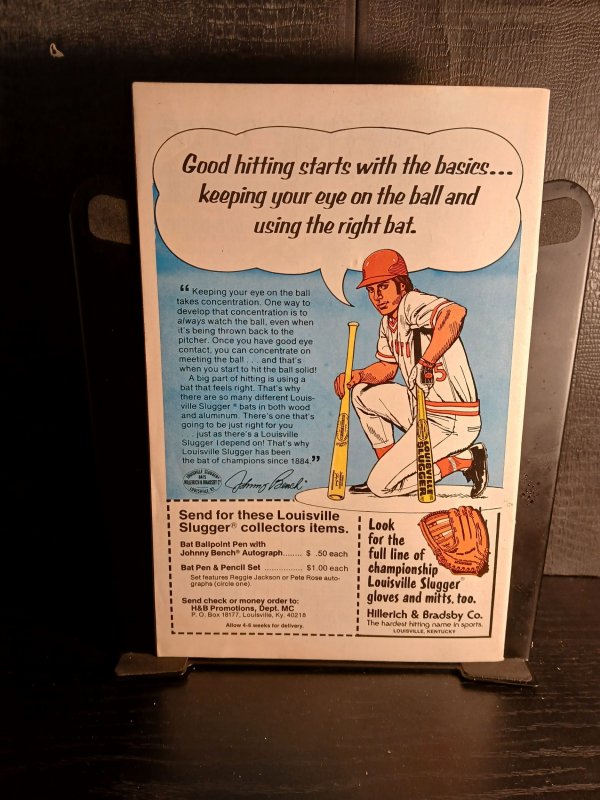 Good hitting starts with the basics...
keeping your eye on the ball and
using the right bat.
“ Keeping your eye on the ball
takes concentration. One way to
develop that concentration is to
always watch the ball, even when
it's being thrown back to the
pitcher. Once you have good eye
contact, you can concentrate on
meeting the ball . . . and that's
when you start to hit the ball solid!
A big part of hitting is using a
bat that feels right. That's why
there are so many different Louis-
ville Slugger ® bats in both wood
and aluminum. There's one that's
going to be just right for you
. . . just as there's a Louisville
Slugger I depend on! That's why
Louisville Slugger has been
the bat of champions since 1884.”
Johnny Bench
5
LOUISVILLE
SLUGGER
Send for these Louisville
Slugger® collectors items.
Bat Ballpoint Pen with
Johnny Bench® Autograph....... $ .50 each
Bat Pen & Pencil Set ............. $1.00 each
Set features Reggie Jackson or Pete Rose auto-
graphs (circle one).
Send check or money order to:
H&B Promotions, Dept. MC
P. O. Box 18177, Louisville, Ky. 40218
Allow 4-6 weeks for delivery.
Look
for the
full line of
championship
Louisville Slugger®
gloves and mitts, too.
Hillerich & Bradsby Co.
The hardest hitting name in sports.
LOUISVILLE, KENTUCKY